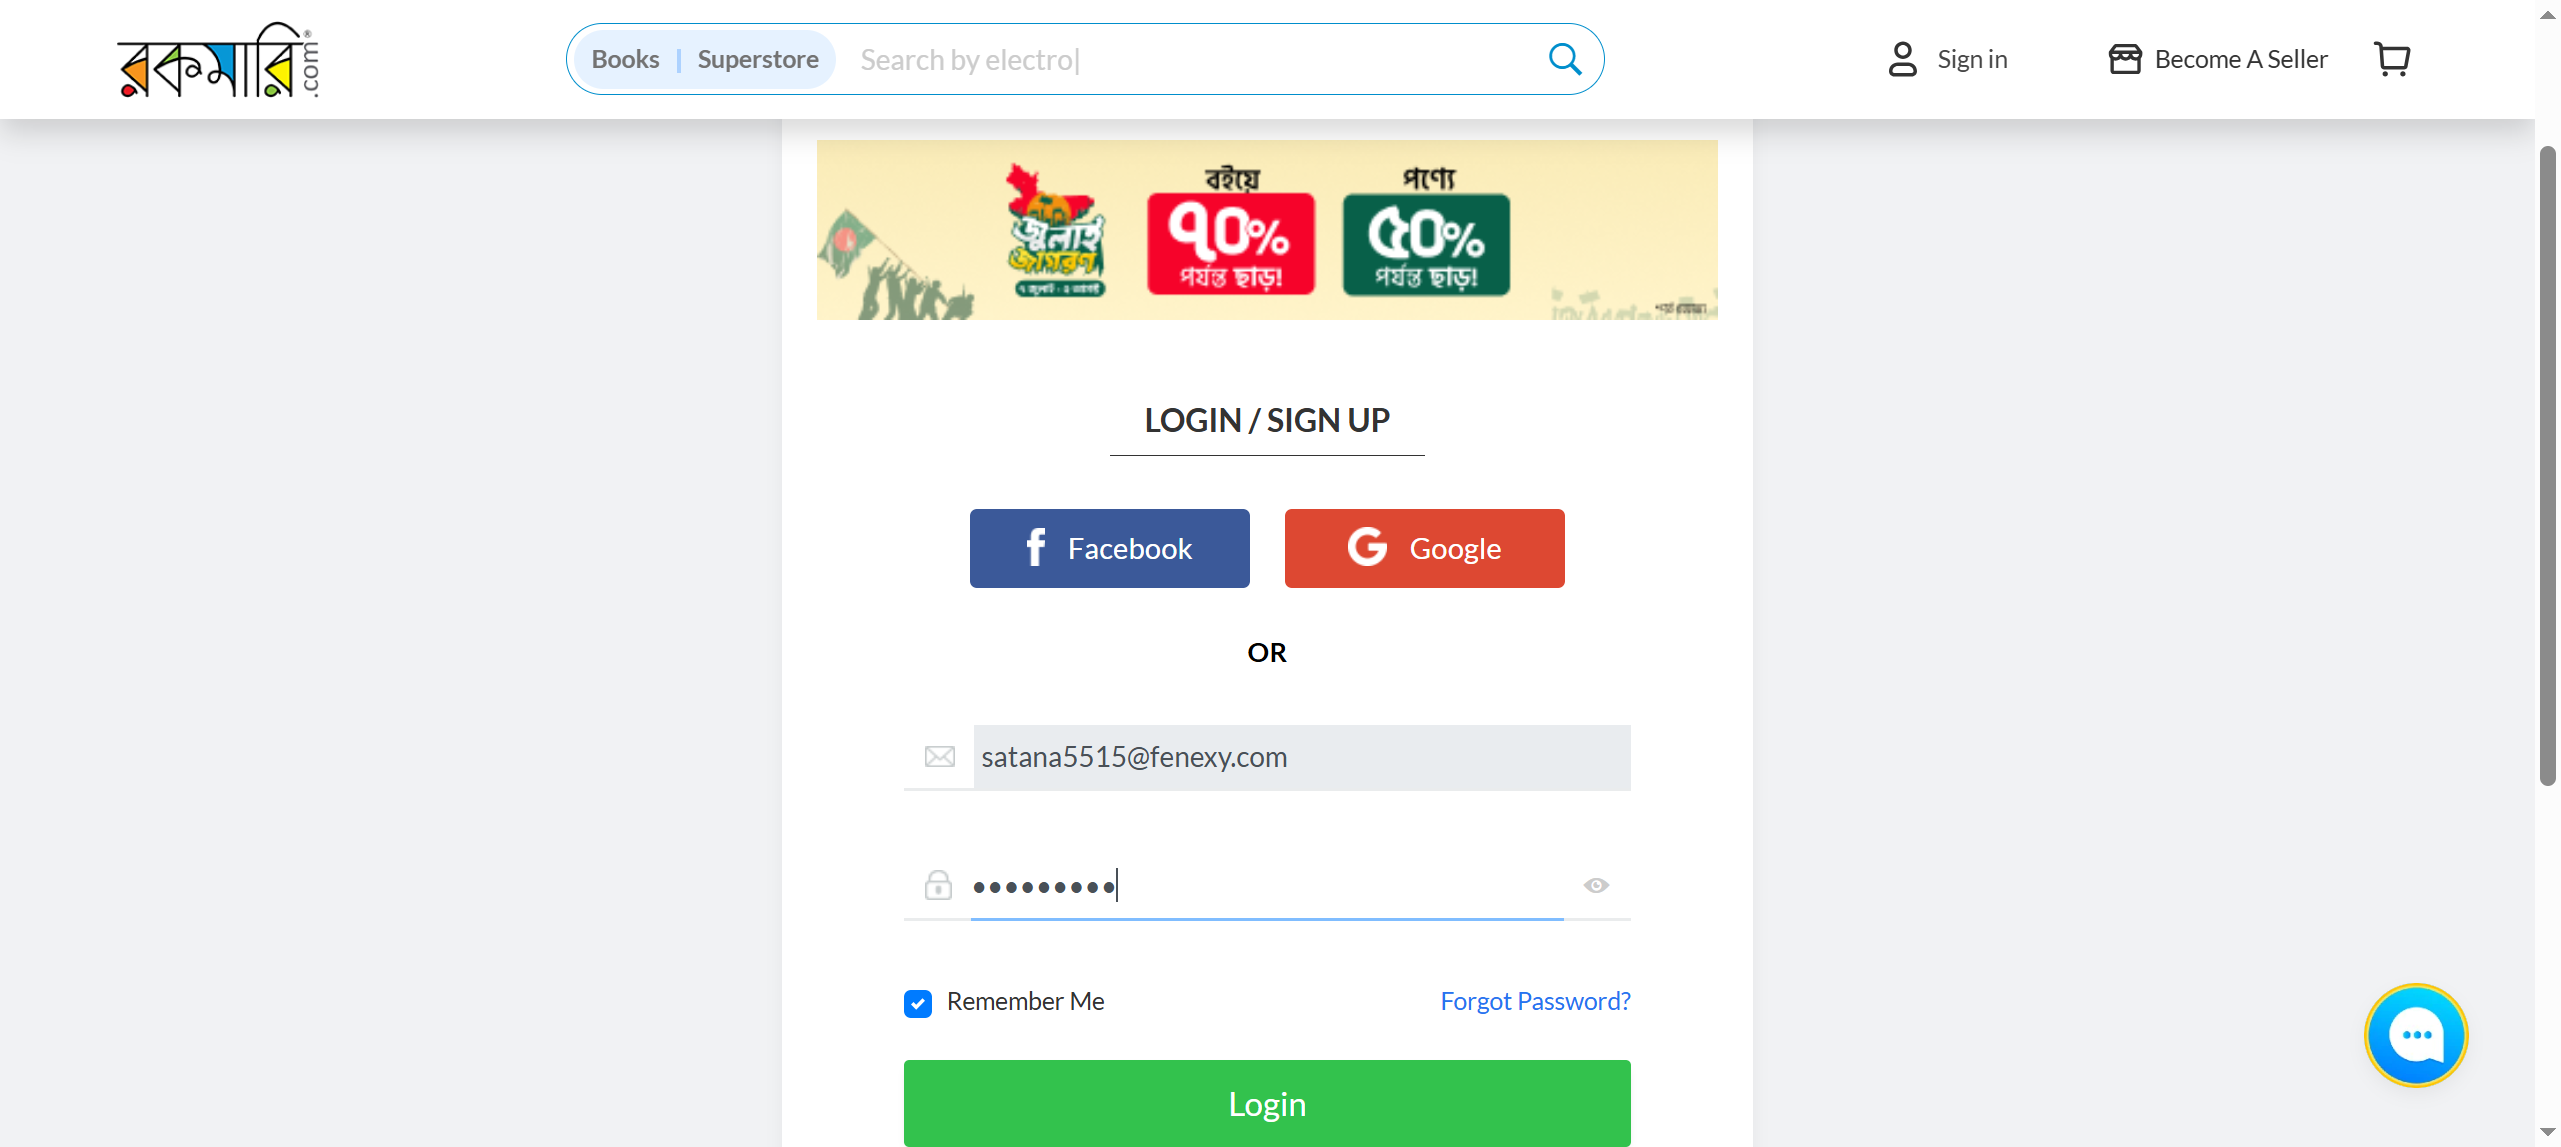 রকমারি.com
Books | Superstore
Search by electro
Sign in
Become A Seller
জুলাই
জাগরণ
বইয়ে
৭০%
পর্যন্ত ছাড়!
পণ্যে
৫০%
পর্যন্ত ছাড়!
LOGIN / SIGN UP
Facebook
Google
OR
satana5515@fenexy.com
Remember Me
Forgot Password?
Login